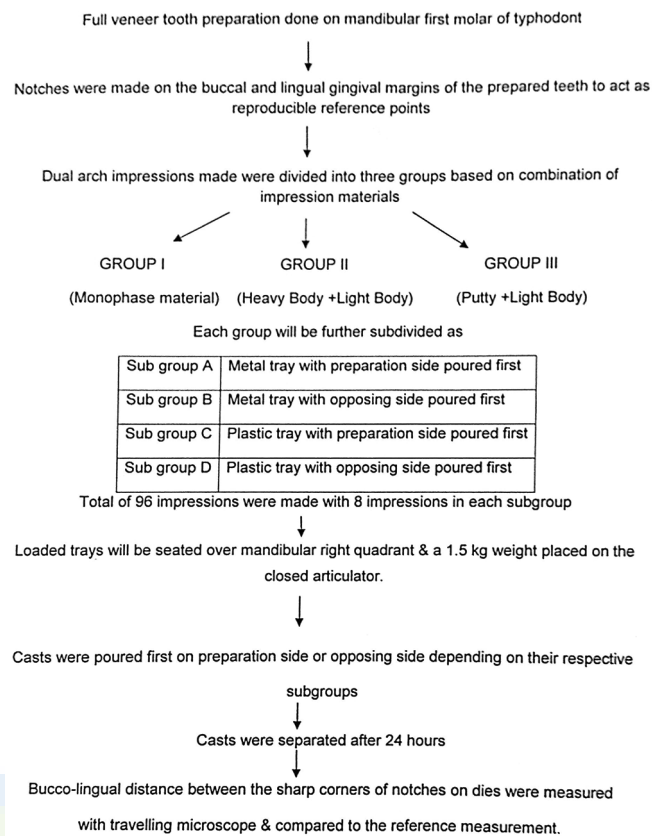 Full veneer tooth preparation done on mandibular first molar of typhodont
Notches were made on the buccal and lingual gingival margins of the prepared teeth to act as
reproducible reference points
Dual arch impressions made were divided into three groups based on combination of
impression materials
GROUP I GROUP II GROUP III
(Monophase material) (Heavy Body +Light Body) (Putty +Light Body)
Each group will be further subdivided as
Sub group A Metal tray with preparation side poured first
Sub group B Metal tray with opposing side poured first
Sub group C Plastic tray with preparation side poured first
Sub group D Plastic tray with opposing side poured first
Total of 96 impressions were made with 8 impressions in each subgroup
Loaded trays will be seated over mandibular right quadrant & a 1.5 kg weight placed on the
closed articulator.
Casts were poured first on preparation side or opposing side depending on their respective
subgroups
Casts were separated after 24 hours
Bucco-lingual distance between the sharp corners of notches on dies were measured
with travelling microscope & compared to the reference measurement.